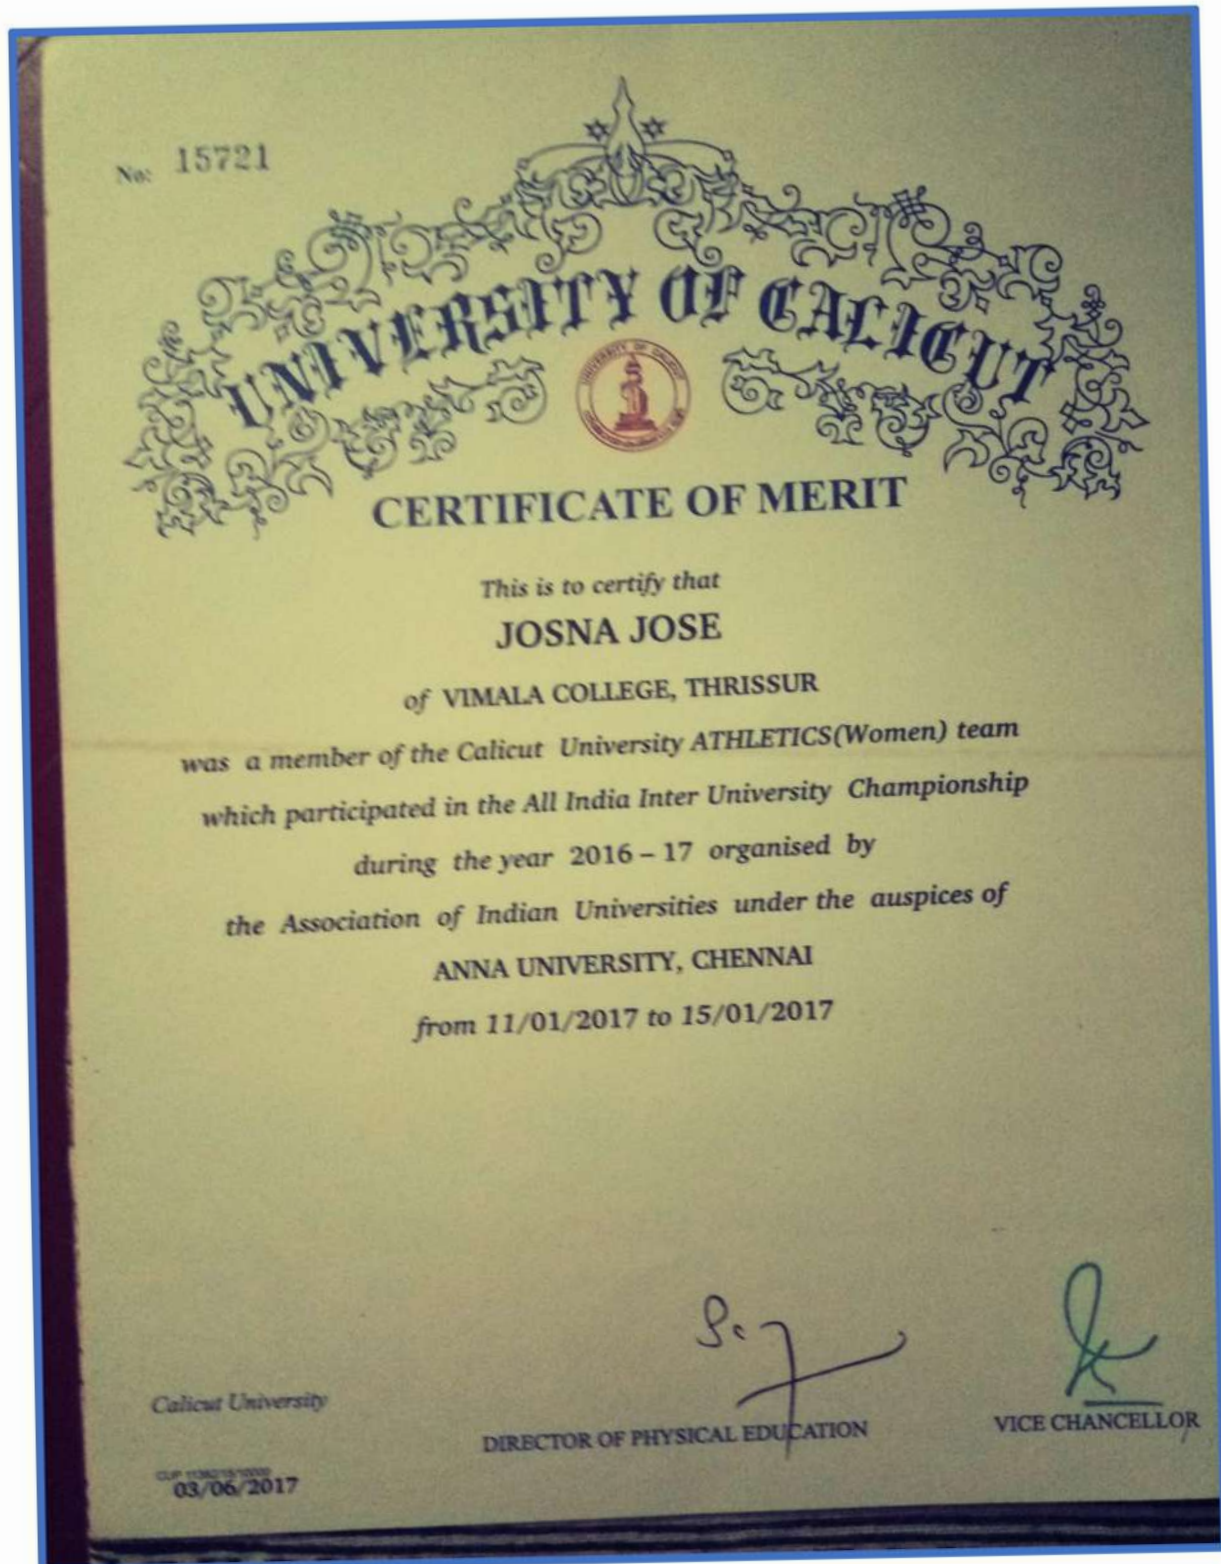 No: 15721
UNIVERSITY OF CALICUT
UNIVERSITY OF CALICUT
CERTIFICATE OF MERIT
This is to certify that
JOSNA JOSE
of VIMALA COLLEGE, THRISSUR
was a member of the Calicut University ATHLETICS(Women) team
which participated in the All India Inter University Championship
during the year 2016 – 17 organised by
the Association of Indian Universities under the auspices of
ANNA UNIVERSITY, CHENNAI
from 11/01/2017 to 15/01/2017
Calicut University
DIRECTOR OF PHYSICAL EDUCATION
VICE CHANCELLOR
03/06/2017